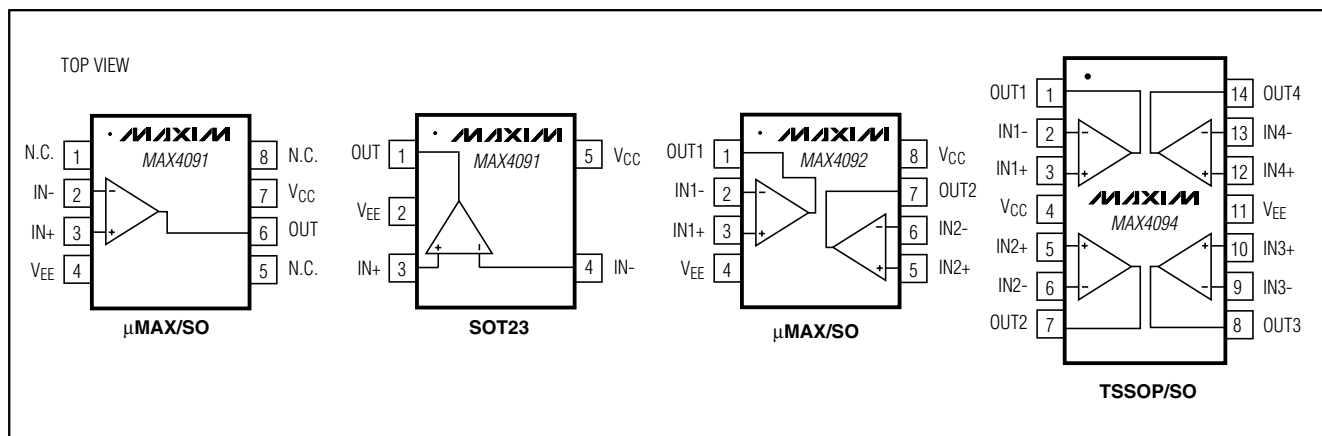 TOP VIEW
MAXIM
MAX4091
N.C. 1
IN- 2
IN+ 3
VEE 4
8 N.C.
7 VCC
6 OUT
5 N.C.
- 
+
μMAX/SO
MAXIM
MAX4091
OUT 1
VEE 2
IN+ 3
5 VCC
4 IN-
+ -
SOT23
MAXIM
MAX4092
OUT1 1
IN1- 2
IN1+ 3
VEE 4
8 VCC
7 OUT2
6 IN2-
5 IN2+
- 
+
-
+
μMAX/SO
OUT1 1
IN1- 2
IN1+ 3
VCC 4
IN2+ 5
IN2- 6
OUT2 7
14 OUT4
13 IN4-
12 IN4+
11 VEE
10 IN3+
9 IN3-
8 OUT3
- -
+ +
MAXIM
MAX4094
+ +
- -
TSSOP/SO